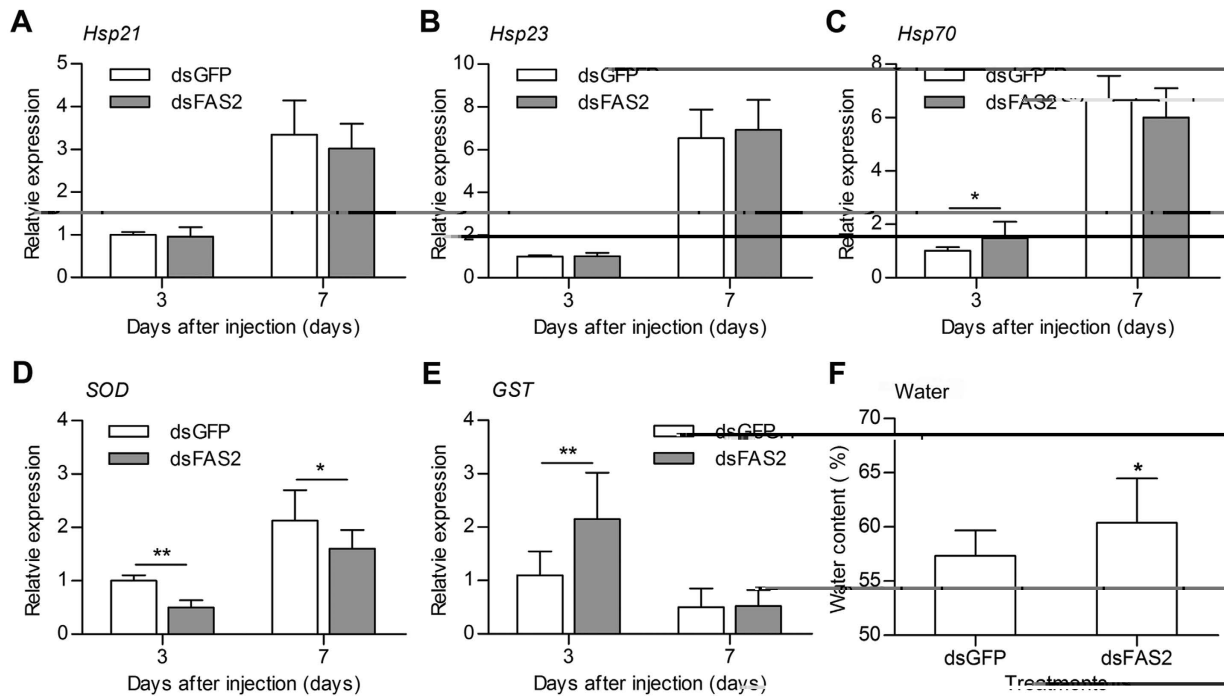 A
Hsp21
5
4
3
2
1
0
Relatvie expression
dsGFP
dsFAS2
3
7
Days after injection (days)
B
Hsp23
10
8
6
4
2
0
Relatvie expression
dsGFP
dsFAS2
3
7
Days after injection (days)
C
Hsp70
8
6
4
2
0
Relatvie expression
dsGFP
dsFAS2
*
3
7
Days after injection (days)
D
SOD
4
3
2
1
0
Relatvie expression
dsGFP
dsFAS2
**
*
3
7
Days after injection (days)
E
GST
4
3
2
1
0
Relatvie expression
dsGFP
dsFAS2
**
3
7
Days after injection (days)
F
Water
70
65
60
55
50
Water content ( %)
*
dsGFP
dsFAS2